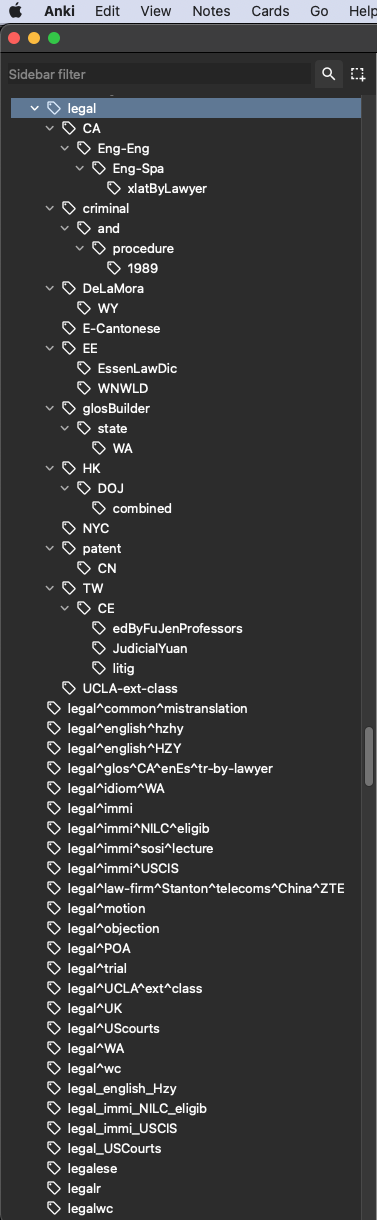 Anki Edit View Notes Cards Go Help
Sidebar filter
legal
CA
Eng-Eng
Eng-Spa
xlatByLawyer
criminal
and
procedure
1989
DeLaMora
WY
E-Cantonese
EE
EssenLawDic
WNWLD
glosBuilder
state
WA
HK
DOJ
combined
NYC
patent
CN
TW
CE
edByFuJenProfessors
JudicialYuan
litig
UCLA-ext-class
legal^common^mistranslation
legal^english^hzhy
legal^english^HZY
legal^glos^CA^enEs^tr-by-lawyer
legal^idiom^WA
legal^immi
legal^immi^NILC^eligib
legal^immi^sosi^lecture
legal^immi^USCIS
legal^law-firm^Stanton^telecoms^China^ZTE
legal^motion
legal^objection
legal^POA
legal^trial
legal^UCLA^ext^class
legal^UK
legal^UScourts
legal^WA
legal^wc
legal_english_Hzy
legal_immi_NILC_eligib
legal_immi_USCIS
legal_USCourts
legalese
legalr
legalwc